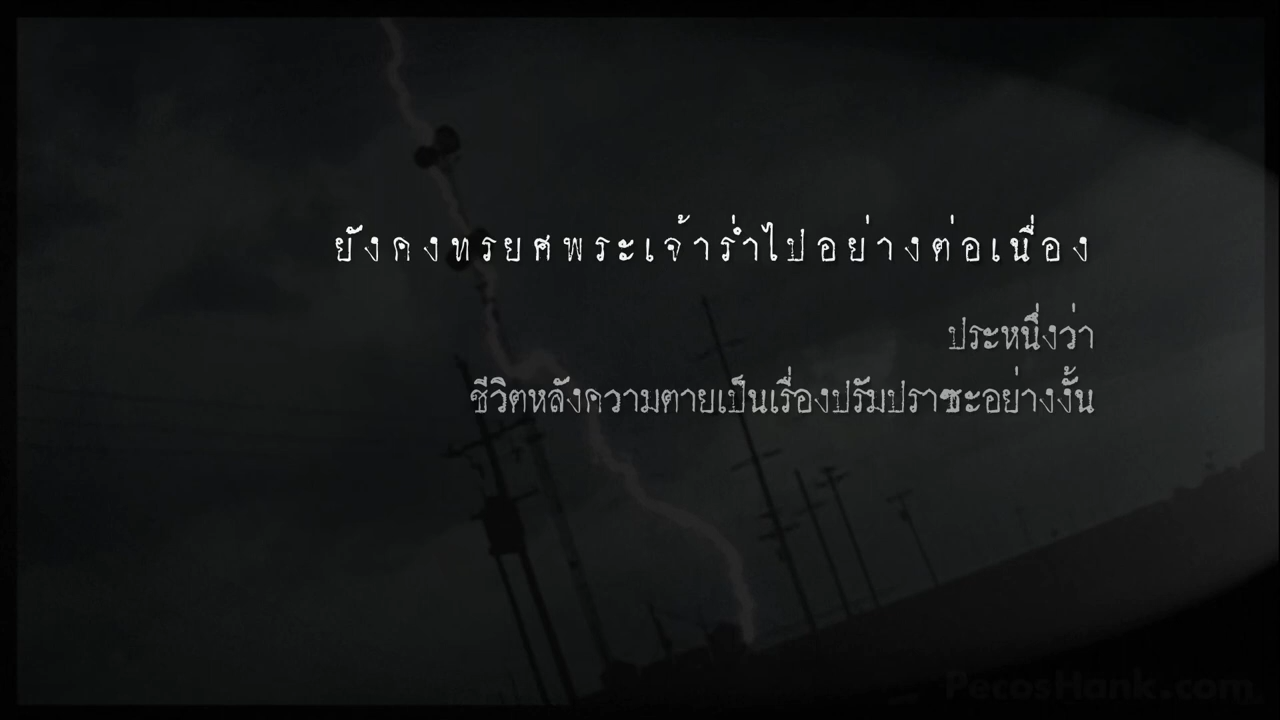 ยังคงทรยศพระเจ้าร่ำไปอย่างต่อเนื่อง
ประหนึ่งว่า
ชีวิตหลังความตายเป็นเรื่องปรัมปราซะอย่างงั้น
PecosHank.com